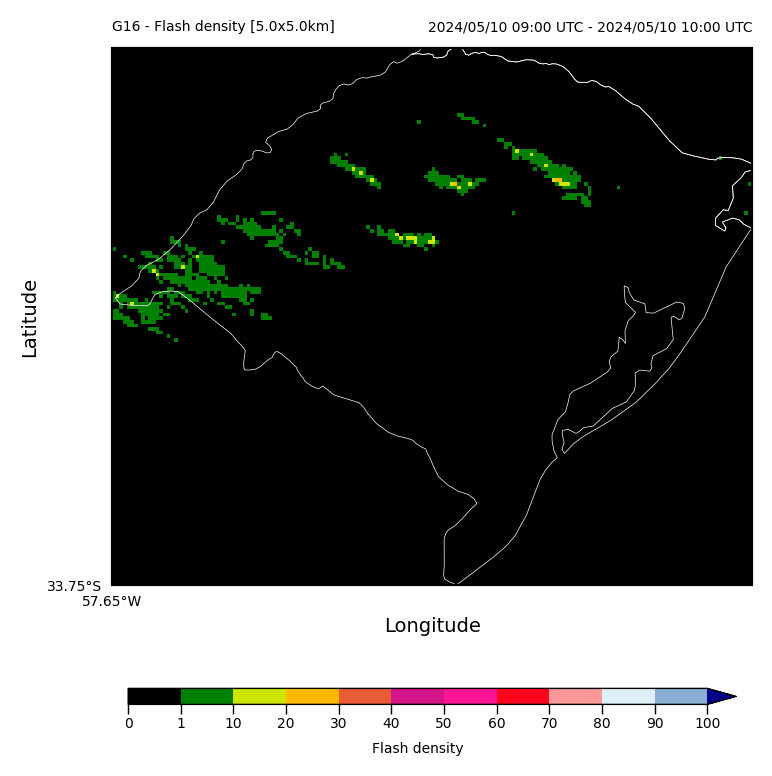 G16 - Flash density [5.0x5.0km]
2024/05/10 09:00 UTC - 2024/05/10 10:00 UTC
Latitude
33.75°S
57.65°W
Longitude
0 1 10 20 30 40 50 60 70 80 90 100
Flash density